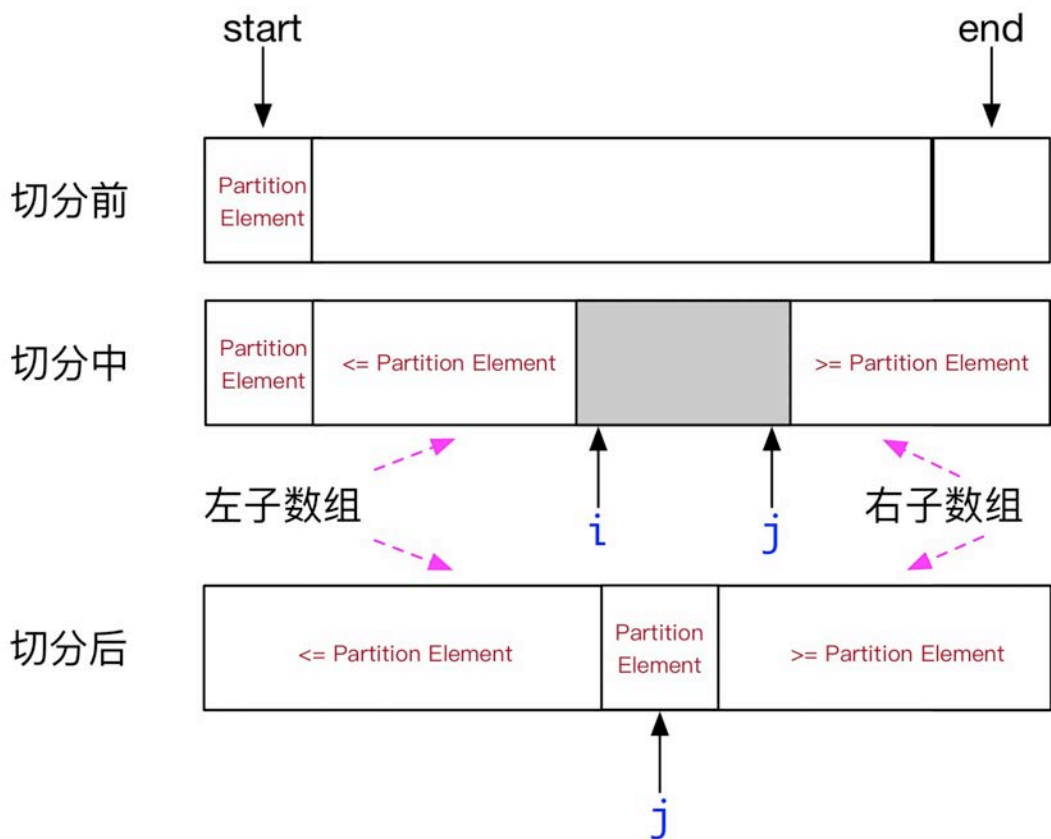 start
end
切分前
Partition
Element
切分中
Partition
Element
<= Partition Element
>= Partition Element
左子数组
i
j
右子数组
切分后
<= Partition Element
Partition
Element
>= Partition Element
j